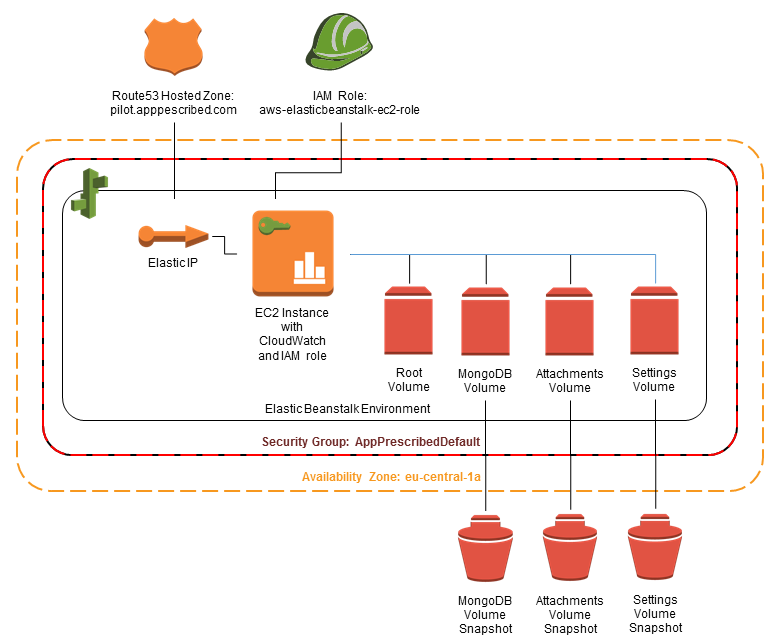 Route53 Hosted Zone:
pilot.apppescribed.com
IAM Role:
aws-elasticbeanstalk-ec2-role
Elastic IP
EC2 Instance
with
CloudWatch
and IAM role
Root
Volume
MongoDB
Volume
Attachments
Volume
Settings
Volume
Elastic Beanstalk Environment
Security Group: AppPrescribedDefault
Availability Zone: eu-central-1a
MongoDB
Volume
Snapshot
Attachments
Volume
Snapshot
Settings
Volume
Snapshot